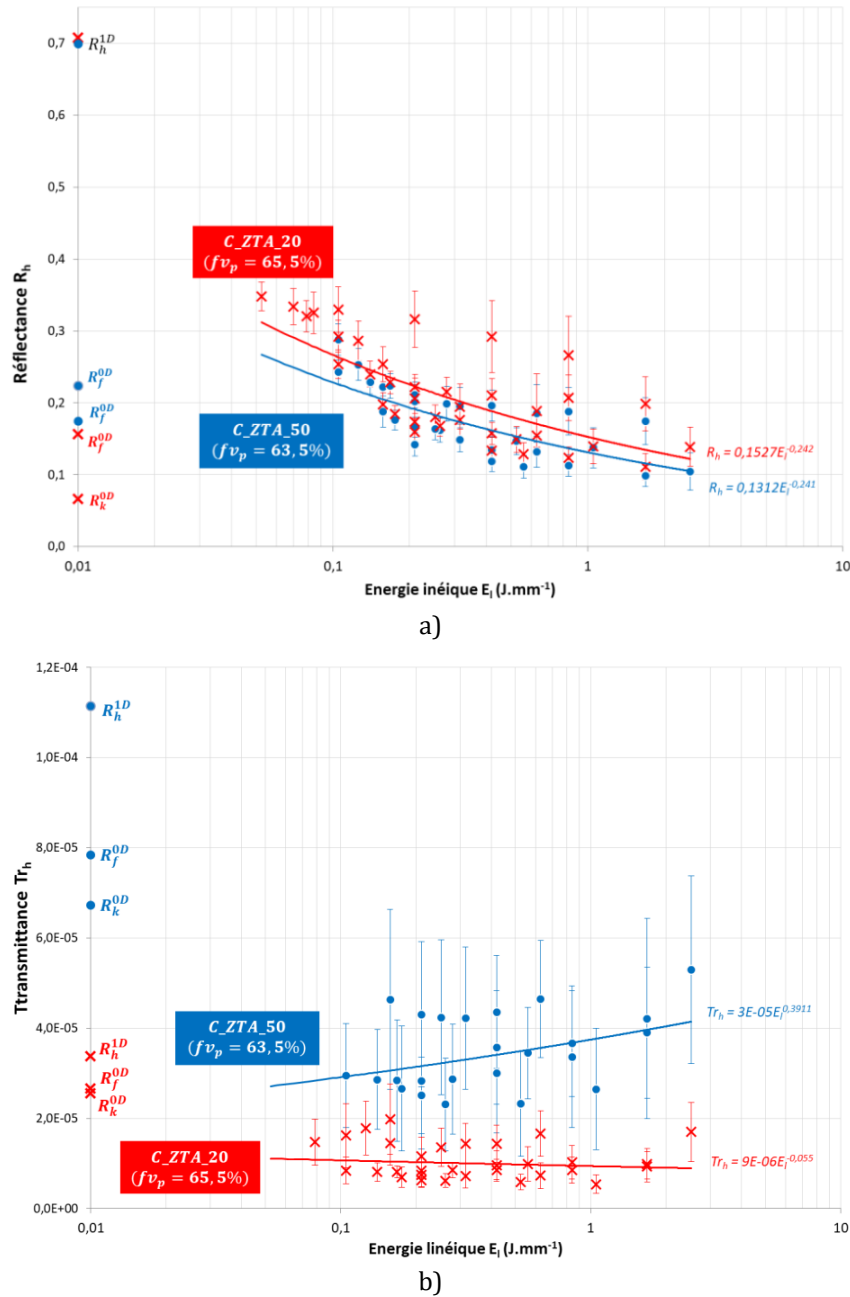 0,7
R_h^{1D}
0,6
0,5
0,4
0,3
0,2
0,1
0,0
Réflectance R_h
C_ZTA_20
(fv_p = 65,5%)
C_ZTA_50
(fv_p = 63,5%)
R_f^{0D}
R_f^{0D}
R_f^{0D}
R_k^{0D}
R_h = 0,1527E_l^{-0,242}
R_h = 0,1312E_l^{-0,241}
0,01
0,1
1
10
Energie inéique E_l (J.mm^{-1})
a)
1,2E-04
1,0E-04
8,0E-05
6,0E-05
4,0E-05
2,0E-05
0,0E+00
Ttransmittance Tr_h
R_h^{1D}
R_f^{0D}
R_k^{0D}
C_ZTA_50
(fv_p = 63,5%)
R_h^{1D}
R_f^{0D}
R_k^{0D}
C_ZTA_20
(fv_p = 65,5%)
Tr_h = 3E-05E_l^{0,3911}
Tr_h = 9E-06E_l^{-0,055}
0,01
0,1
1
10
Energie linéique E_l (J.mm^{-1})
b)